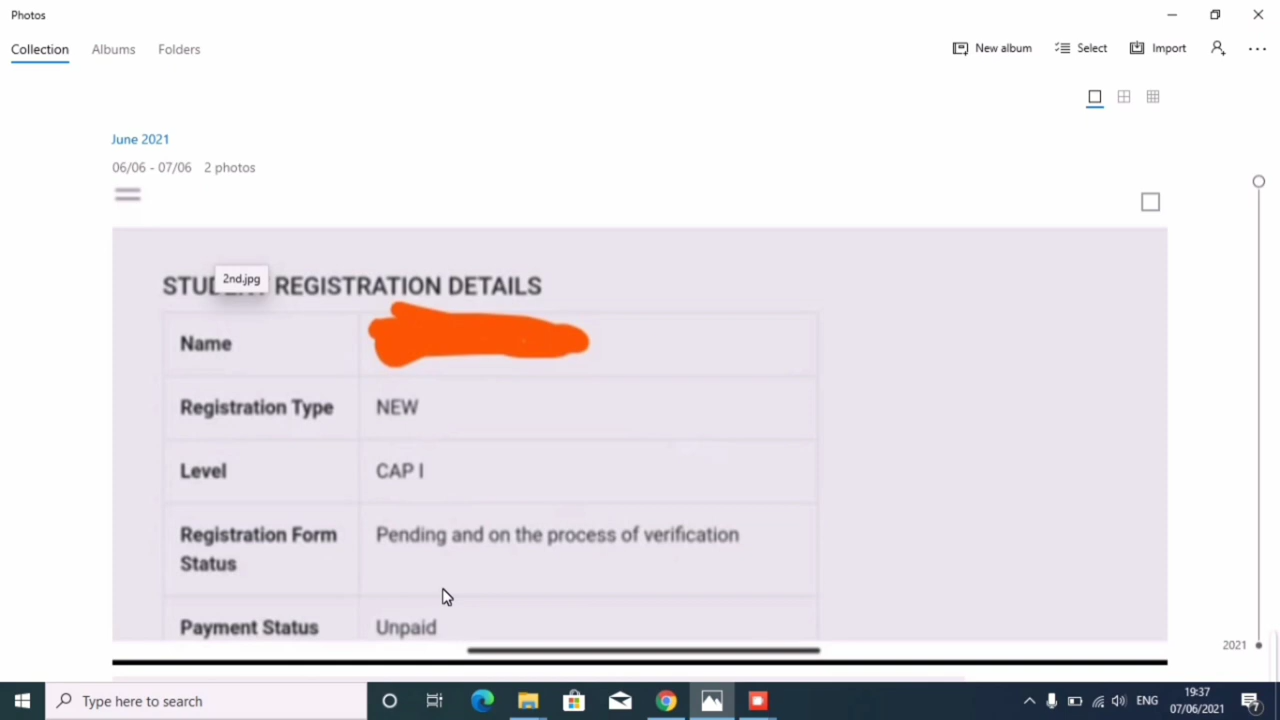 Photos
Collection Albums Folders
New album Select Import
June 2021
06/06 - 07/06 2 photos
2nd.jpg
STUDENT REGISTRATION DETAILS
Name
Registration Type NEW
Level CAP I
Registration Form Status Pending and on the process of verification
Payment Status Unpaid
2021
Type here to search
ENG
19:37
07/06/2021
7